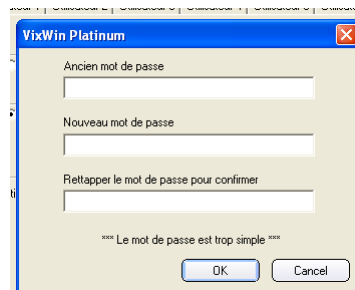 VixWin Platinum
Ancien mot de passe
Nouveau mot de passe
Rettapper le mot de passe pour confirmer
*** Le mot de passe est trop simple ***
OK Cancel